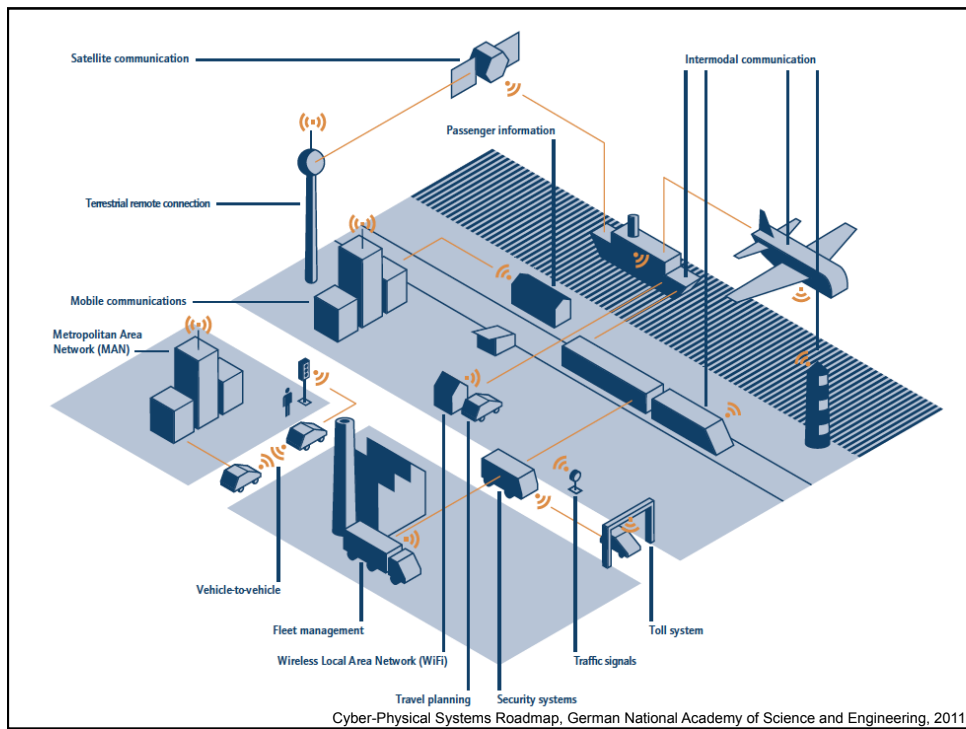 Satellite communication
Intermodal communication
Passenger information
Terrestrial remote connection
Mobile communications
Metropolitan Area
Network (MAN)
Vehicle-to-vehicle
Fleet management
Toll system
Wireless Local Area Network (WiFi)
Traffic signals
Travel planning
Security systems
Cyber-Physical Systems Roadmap, German National Academy of Science and Engineering, 2011